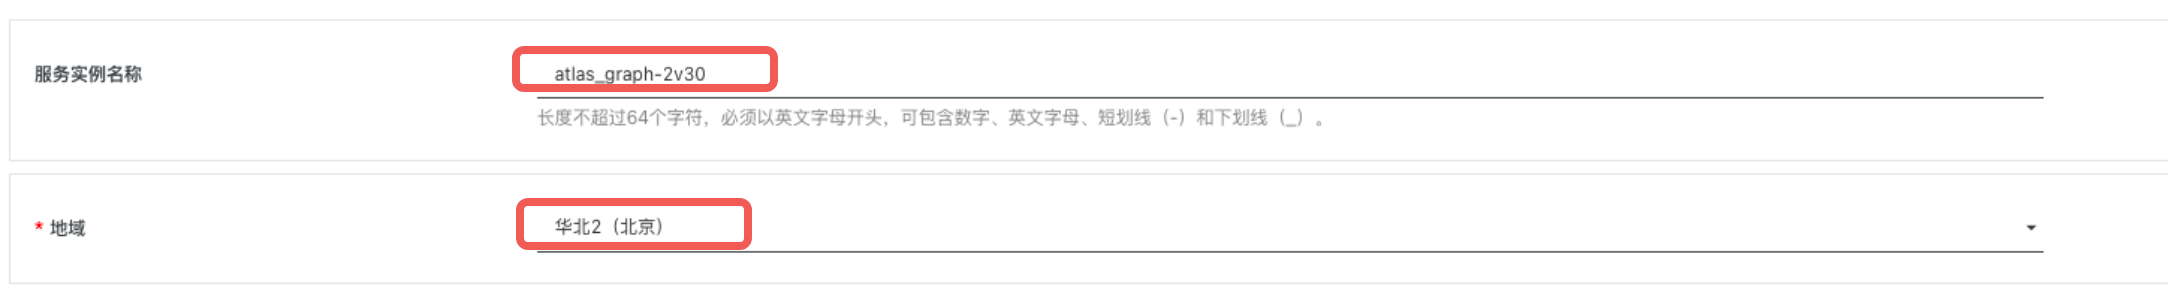 服务实例名称
atlas_graph-2v30
长度不超过64个字符，必须以英文字母开头，可包含数字、英文字母、短划线（-）和下划线（_）。
* 地域
华北2（北京）